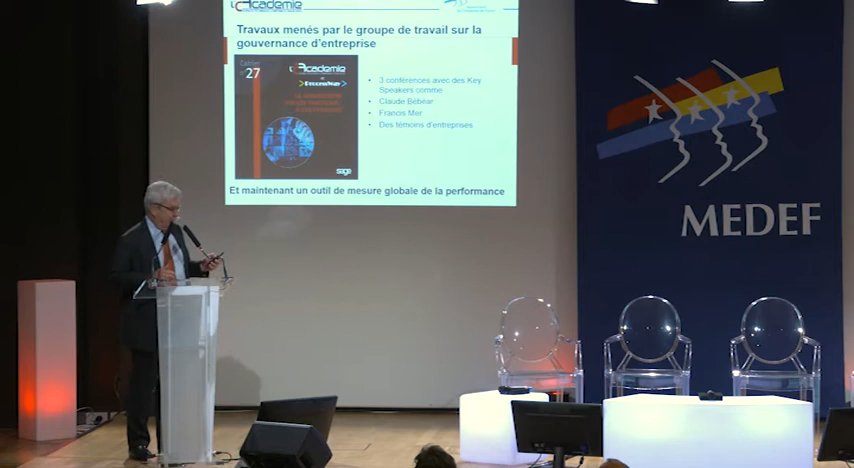 L'Académie
Travaux menés par le groupe de travail sur la
gouvernance d'entreprise
Cahier
n°27
L'Académie
• 3 conférences avec des Key
Speakers comme
• Claude Bébéar
• Francis Mer
• Des témoins d'entreprises
sage
Et maintenant un outil de mesure globale de la performance
MEDEF